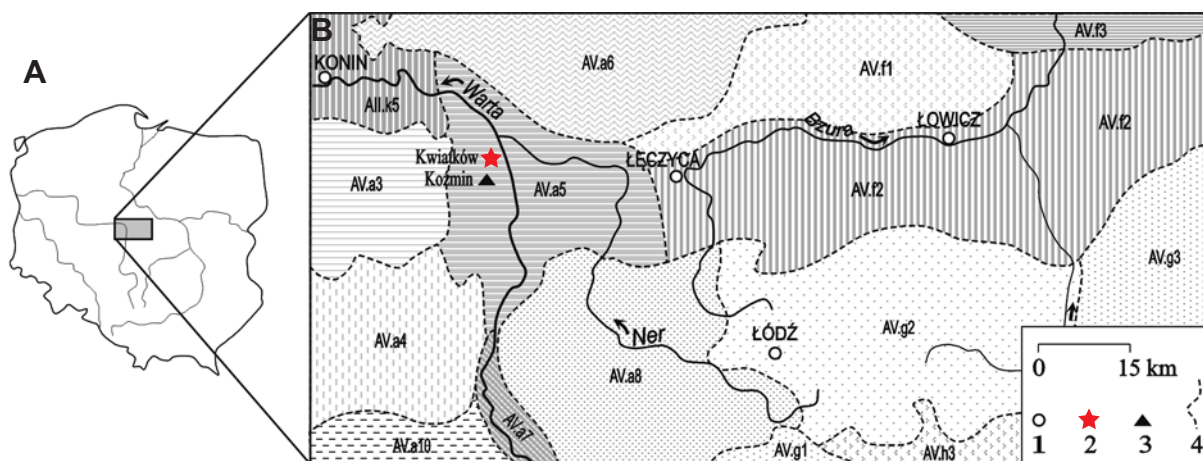 A
B
KONIN
AII.k5
Warta
AV.a6
AV.f1
AV.f3
Bzura
ŁOWICZ
AV.f2
Kwiatków
Koźmin
AV.a3
AV.a5
ŁĘCZYCA
AV.f2
AV.g3
AV.a4
Ner
ŁÓDŹ
AV.g2
AV.a8
AV.a7
AV.a10
AV.g1
AV.h3
0 15 km
1 2 3 4